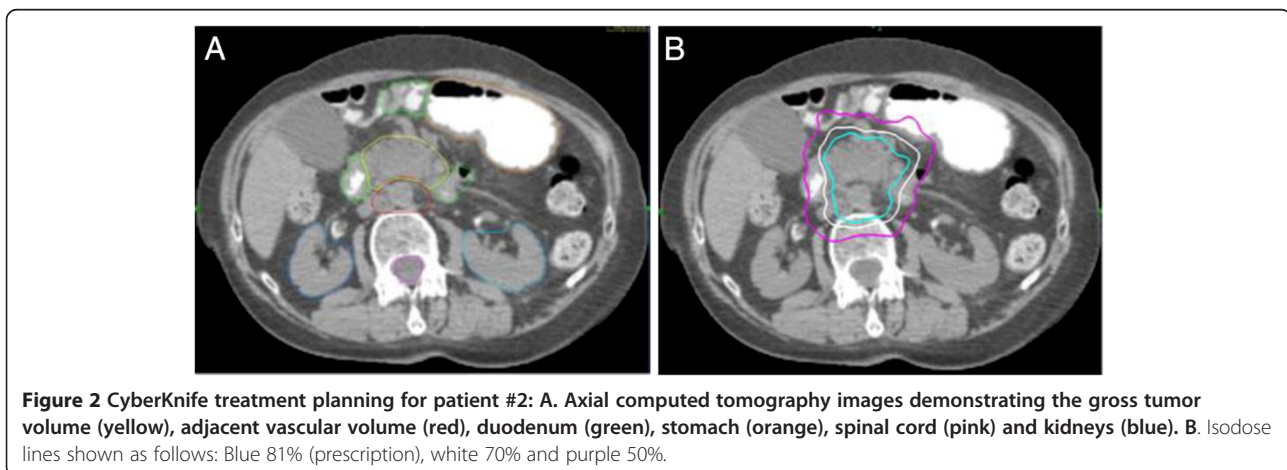 A
B
Figure 2 CyberKnife treatment planning for patient #2: A. Axial computed tomography images demonstrating the gross tumor
volume (yellow), adjacent vascular volume (red), duodenum (green), stomach (orange), spinal cord (pink) and kidneys (blue). B. Isodose
lines shown as follows: Blue 81% (prescription), white 70% and purple 50%.